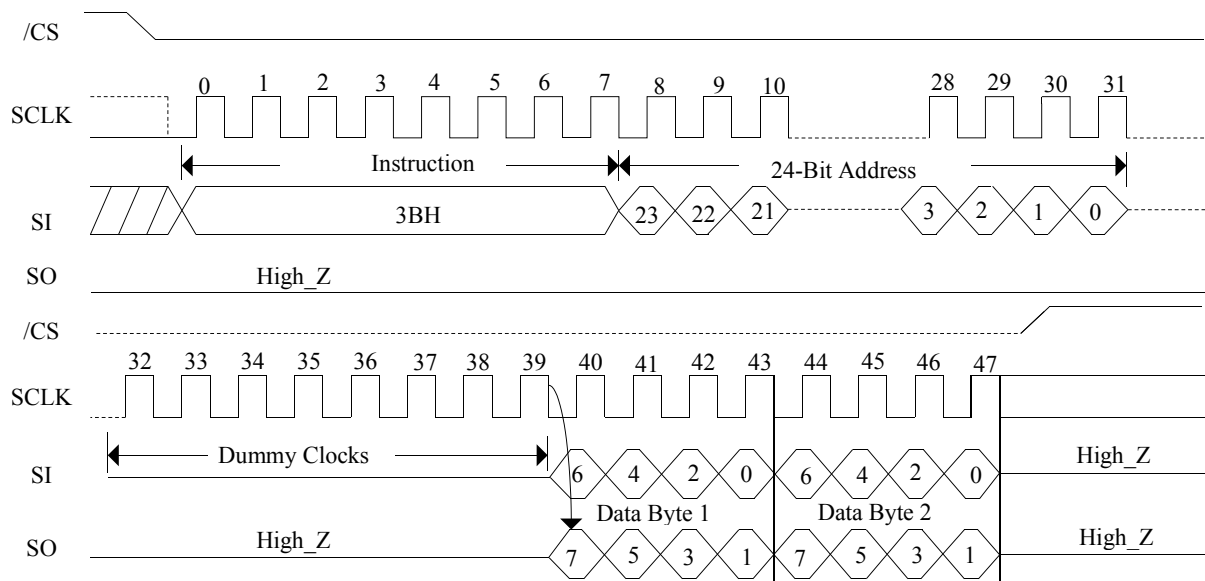 /CS
0 1 2 3 4 5 6 7 8 9 10 28 29 30 31
SCLK
Instruction 24-Bit Address
SI 3BH 23 22 21 3 2 1 0
SO High_Z
/CS
32 33 34 35 36 37 38 39 40 41 42 43 44 45 46 47
SCLK
Dummy Clocks
SI 6 4 2 0 6 4 2 0 High_Z
Data Byte 1 Data Byte 2
SO High_Z 7 5 3 1 7 5 3 1 High_Z